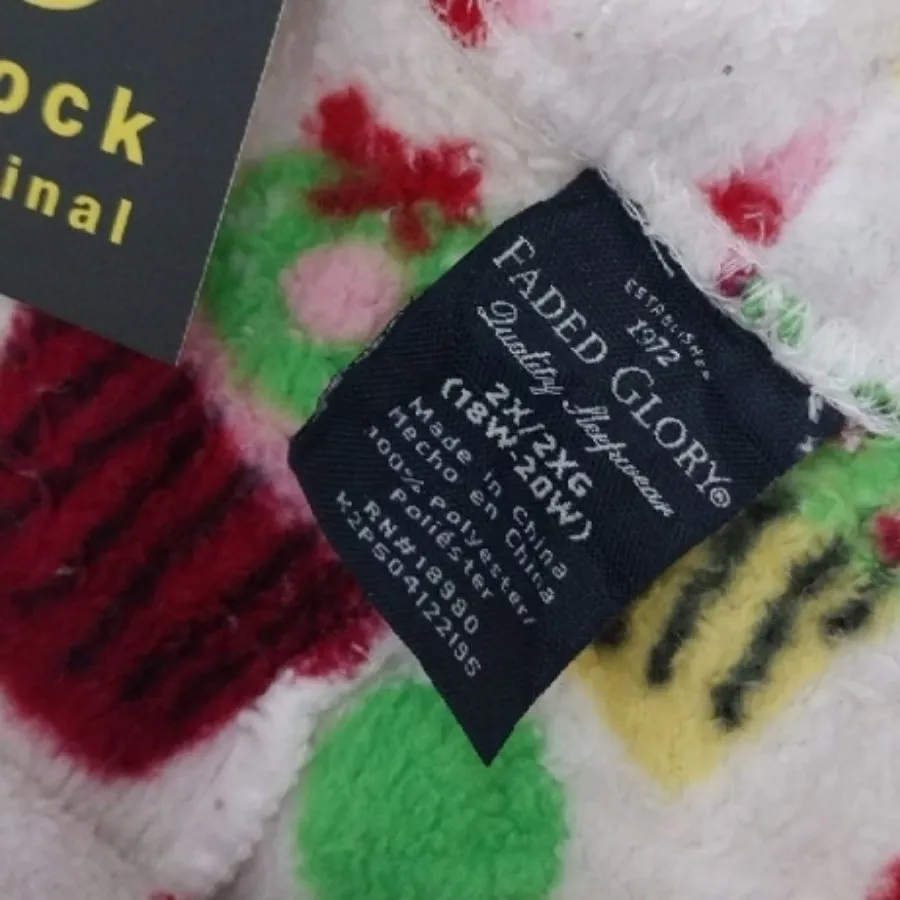 ock
inal
FADED GLORY®
ESTABLISHED
1972
Quality Sleepwear
2X/2XG
(18W-20W)
Made in China
Hecho en China
100% Polyester/
Poliéster
RN#18980
K2P504122195